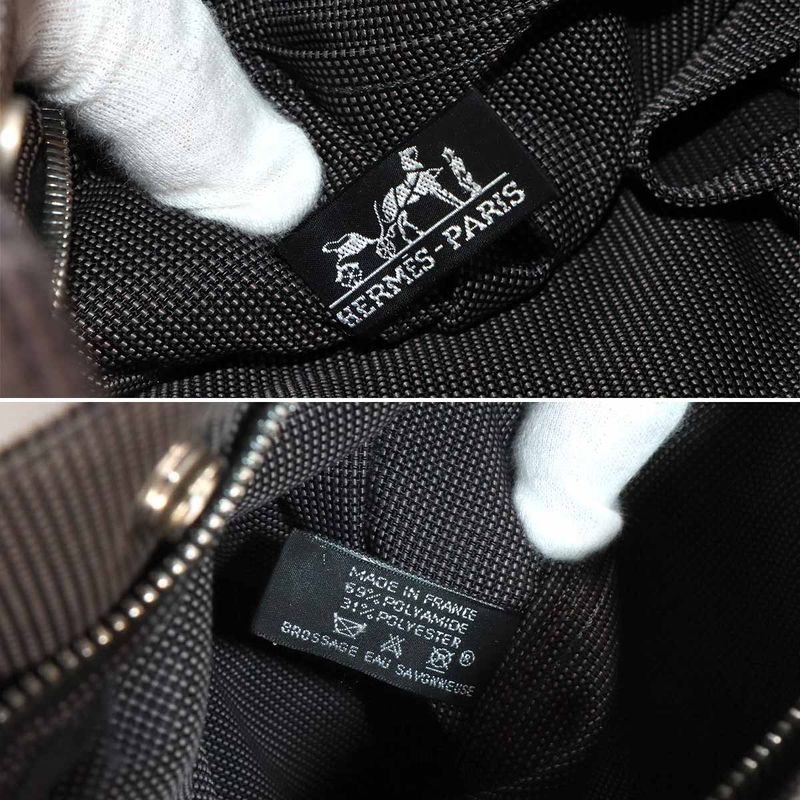 HERMES-PARIS
MADE IN FRANCE
69% POLYAMIDE
31% POLYESTER
®
BROSSAGE EAU SAVONNEUSE